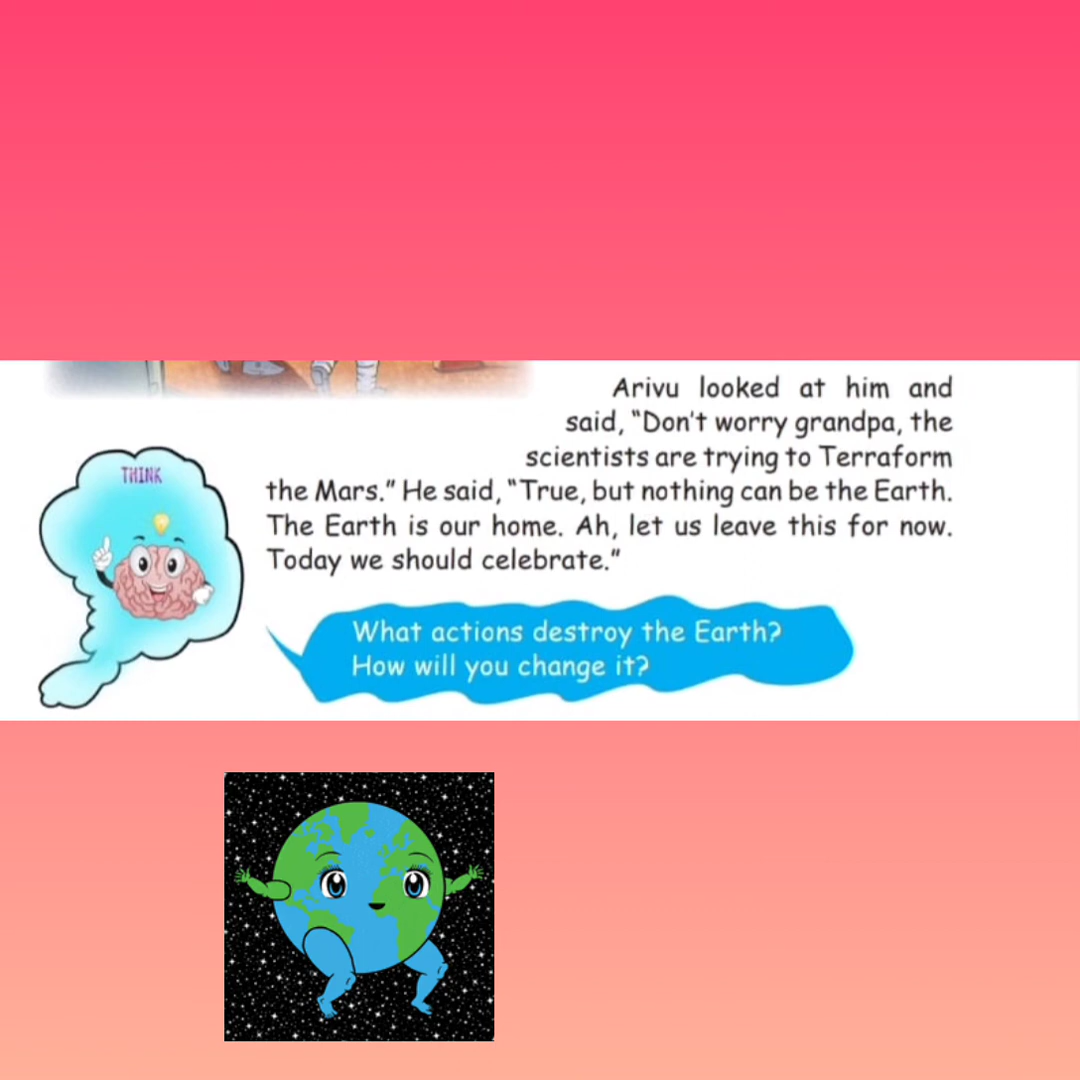 Arivu looked at him and
said, “Don’t worry grandpa, the
scientists are trying to Terraform
the Mars.” He said, “True, but nothing can be the Earth.
The Earth is our home. Ah, let us leave this for now.
Today we should celebrate.”
THINK
What actions destroy the Earth?
How will you change it?